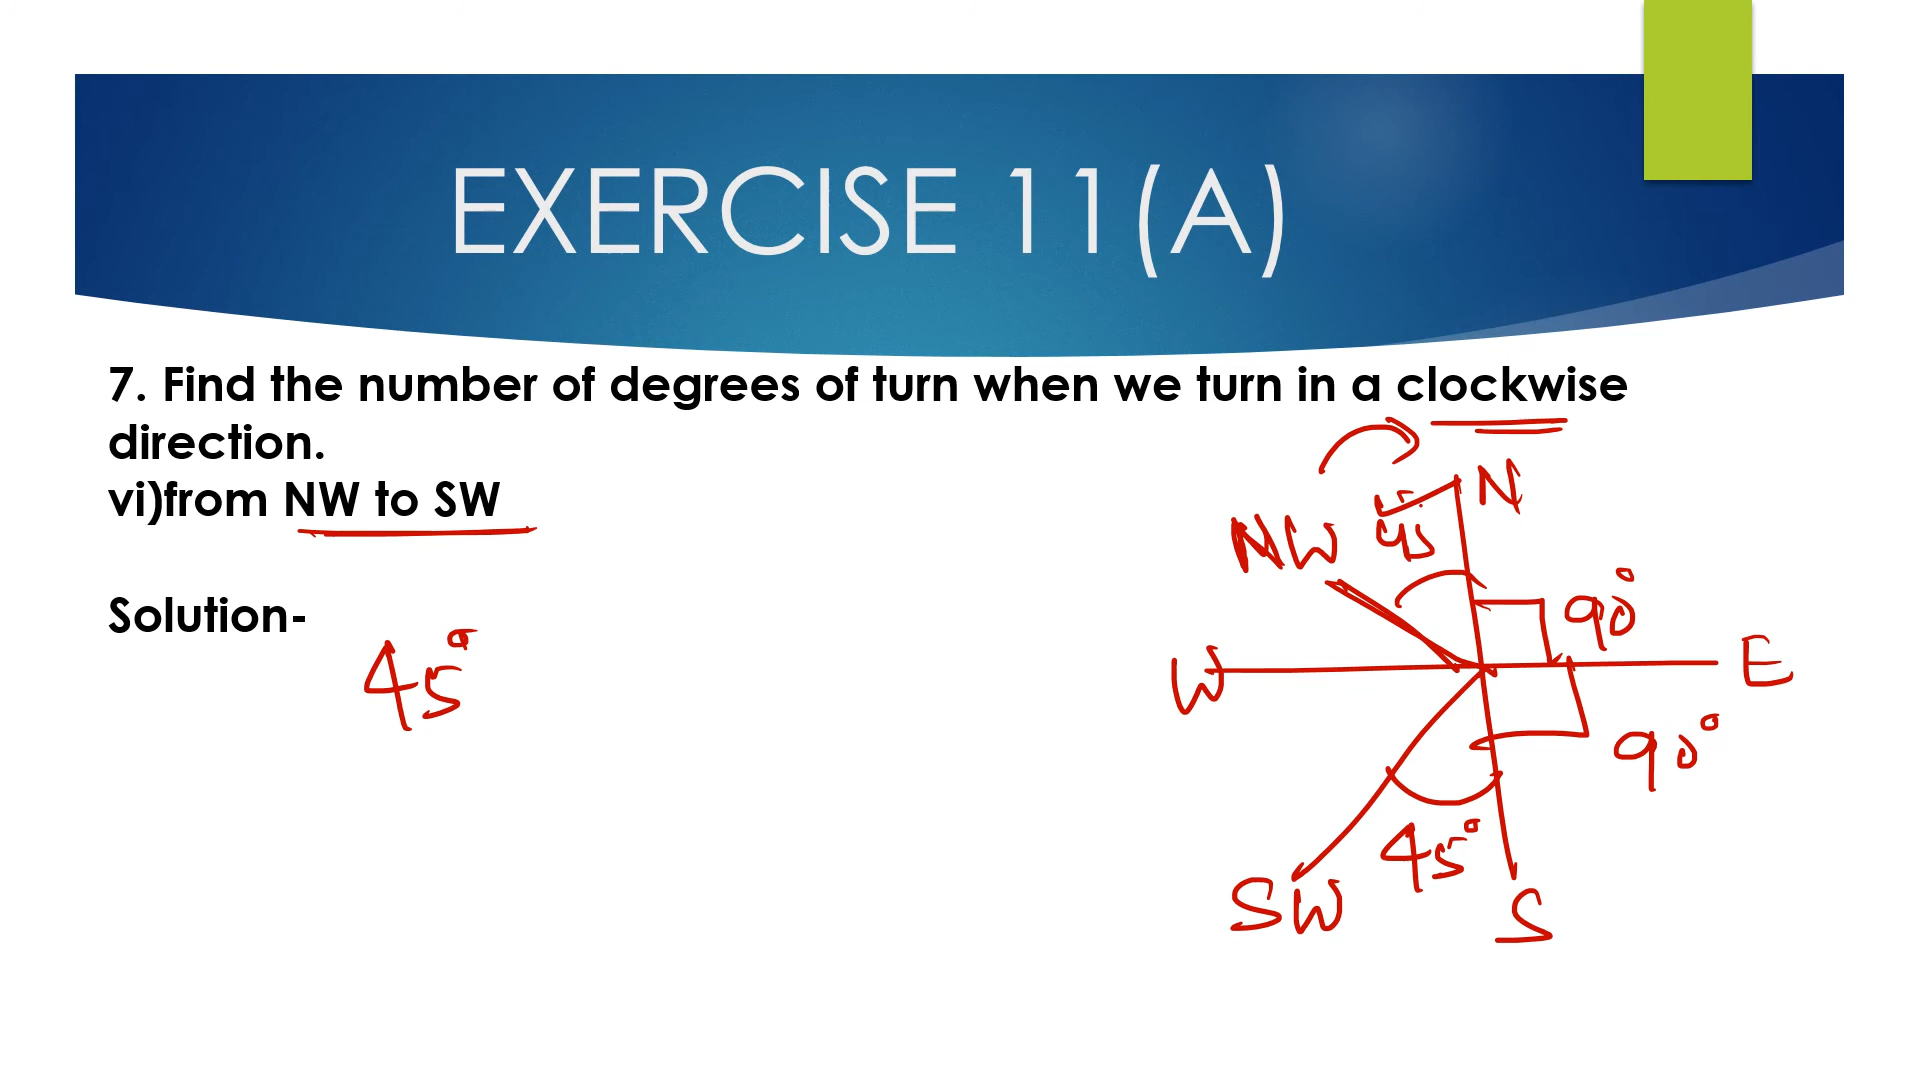 EXERCISE 11(A)
7. Find the number of degrees of turn when we turn in a clockwise
direction.
vi)from NW to SW
Solution-
45°
N
NW
45
90°
W
E
90°
45°
SW
S